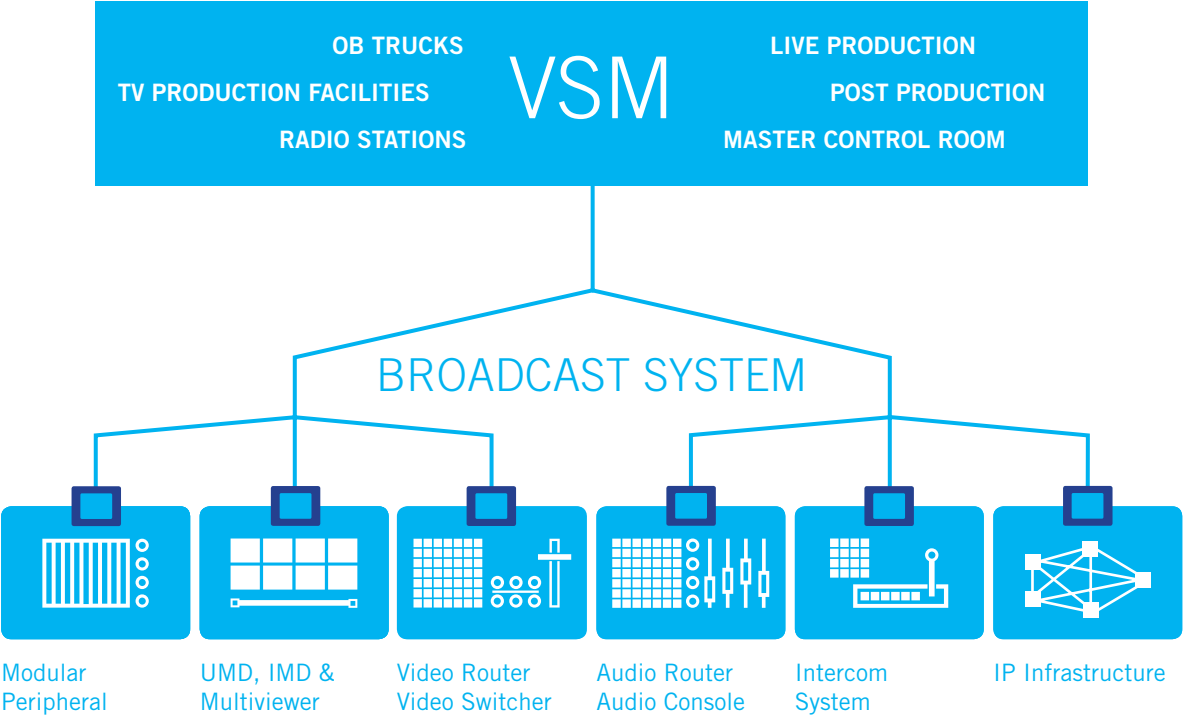 OB TRUCKS
TV PRODUCTION FACILITIES
RADIO STATIONS
VSM
LIVE PRODUCTION
POST PRODUCTION
MASTER CONTROL ROOM
BROADCAST SYSTEM
Modular
Peripheral
UMD, IMD &
Multiviewer
Video Router
Video Switcher
Audio Router
Audio Console
Intercom
System
IP Infrastructure